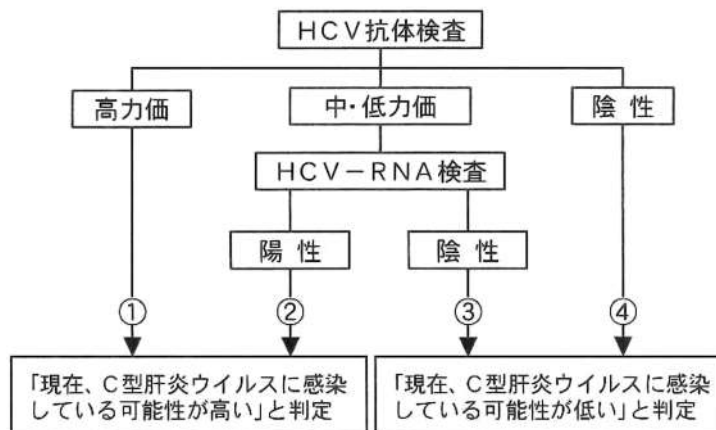 HCV抗体検査
高力価
中・低力価
陰性
HCV－RNA検査
陽性
陰性
①
②
③
④
「現在、C型肝炎ウイルスに感染
している可能性が高い」と判定
「現在、C型肝炎ウイルスに感染
している可能性が低い」と判定